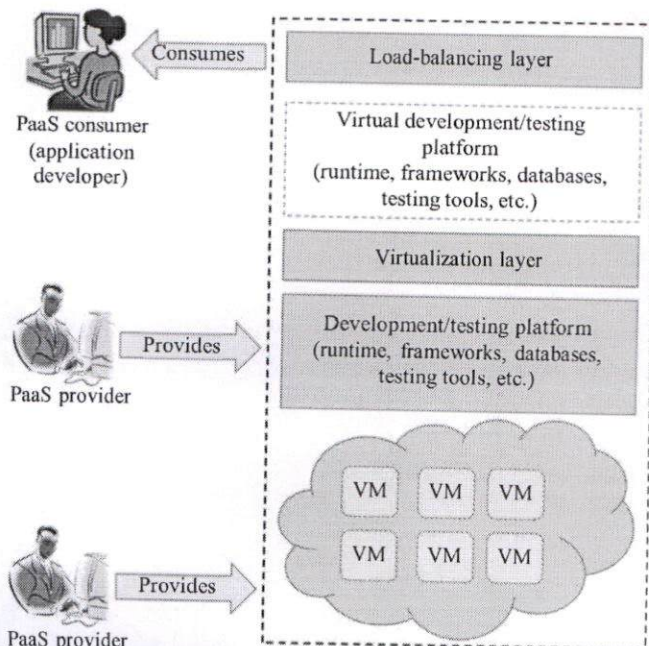 Consumes
Load-balancing layer
PaaS consumer
(application
developer)
Virtual development/testing
platform
(runtime, frameworks, databases,
testing tools, etc.)
Virtualization layer
Provides
PaaS provider
Development/testing platform
(runtime, frameworks, databases,
testing tools, etc.)
VM VM VM
VM VM VM
Provides
PaaS provider